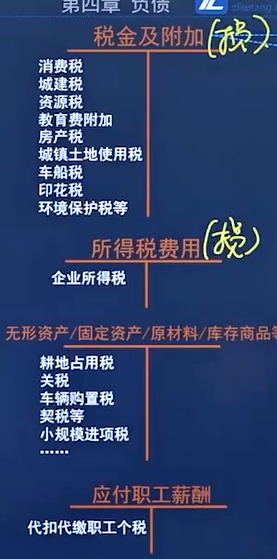 第四章 负债
税金及附加(损)
消费税
城建税
资源税
教育费附加
房产税
城镇土地使用税
车船税
印花税
环境保护税等
所得税费用(损)
企业所得税
无形资产/固定资产/原材料/库存商品等
耕地占用税
关税
车辆购置税
契税等
小规模进项税
……
应付职工薪酬
代扣代缴职工个税